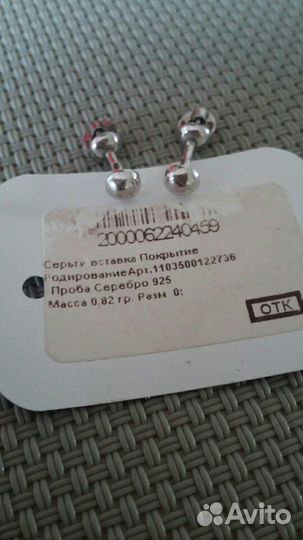 2000062240459
Серьги вставка Покрытие
РодированиеАрт.1103500122736
Проба Серебро 925
Масса 0.82 гр. Разм 0:
ОТК
Avito